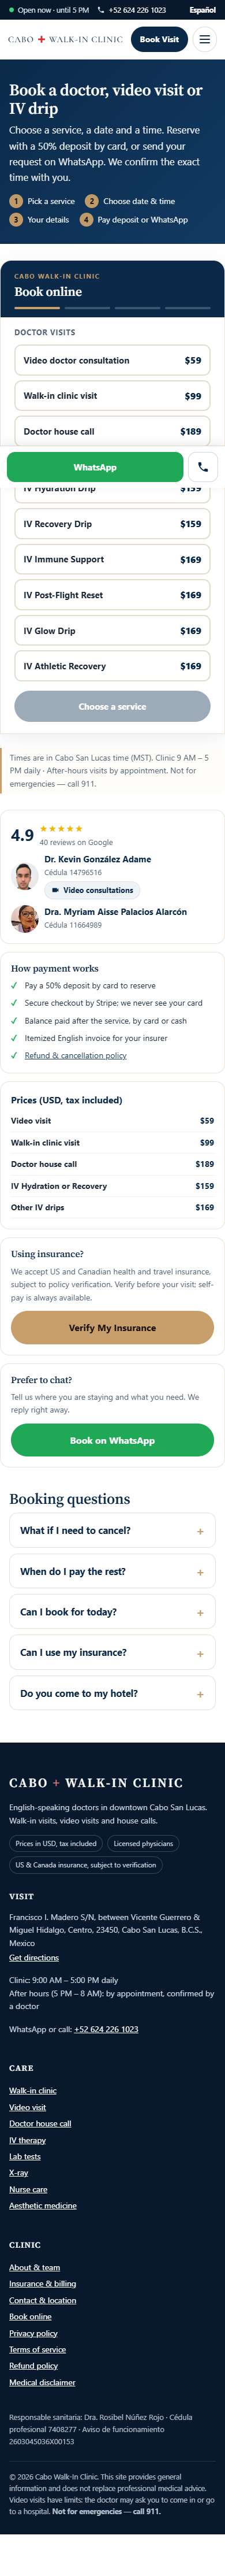 Open now · until 5 PM +52 624 226 1023 Español
CABO + WALK-IN CLINIC Book Visit
Book a doctor, video visit or
IV drip
Choose a service, a date and a time. Reserve
with a 50% deposit by card, or send your
request on WhatsApp. We confirm the exact
time with you.
1 Pick a service 2 Choose date & time
3 Your details 4 Pay deposit or WhatsApp
CABO WALK-IN CLINIC
Book online
DOCTOR VISITS
Video doctor consultation $59
Walk-in clinic visit $99
Doctor house call $189
WhatsApp
IV Hydration Drip $159
IV Recovery Drip $159
IV Immune Support $169
IV Post-Flight Reset $169
IV Glow Drip $169
IV Athletic Recovery $169
Choose a service
Times are in Cabo San Lucas time (MST). Clinic 9 AM – 5
PM daily · After-hours visits by appointment. Not for
emergencies — call 911.
4.9 ★★★★★
40 reviews on Google
Dr. Kevin González Adame
Cédula 14796516
Video consultations
Dra. Myriam Aisse Palacios Alarcón
Cédula 11664989
How payment works
✓ Pay a 50% deposit by card to reserve
✓ Secure checkout by Stripe: we never see your card
✓ Balance paid after the service, by card or cash
✓ Itemized English invoice for your insurer
✓ Refund & cancellation policy
Prices (USD, tax included)
Video visit $59
Walk-in clinic visit $99
Doctor house call $189
IV Hydration or Recovery $159
Other IV drips $169
Using insurance?
We accept US and Canadian health and travel insurance,
subject to policy verification. Verify before your visit; self-
pay is always available.
Verify My Insurance
Prefer to chat?
Tell us where you are staying and what you need. We
reply right away.
Book on WhatsApp
Booking questions
What if I need to cancel? +
When do I pay the rest? +
Can I book for today? +
Can I use my insurance? +
Do you come to my hotel? +
CABO + WALK-IN CLINIC
English-speaking doctors in downtown Cabo San Lucas.
Walk-in visits, video visits and house calls.
Prices in USD, tax included Licensed physicians
US & Canada insurance, subject to verification
VISIT
Francisco I. Madero S/N, between Vicente Guerrero &
Miguel Hidalgo, Centro, 23450, Cabo San Lucas, B.C.S.,
Mexico
Get directions
Clinic: 9:00 AM – 5:00 PM daily
After hours (5 PM – 8 AM): by appointment, confirmed by
a doctor
WhatsApp or call: +52 624 226 1023
CARE
Walk-in clinic
Video visit
Doctor house call
IV therapy
Lab tests
X-ray
Nurse care
Aesthetic medicine
CLINIC
About & team
Insurance & billing
Contact & location
Book online
Privacy policy
Terms of service
Refund policy
Medical disclaimer
Responsable sanitaria: Dra. Rosibel Núñez Rojo · Cédula
profesional 7408277 · Aviso de funcionamiento
2603045036X00153
© 2026 Cabo Walk-In Clinic. This site provides general
information and does not replace professional medical advice.
Video visits have limits: the doctor may ask you to come in or go
to a hospital. Not for emergencies — call 911.